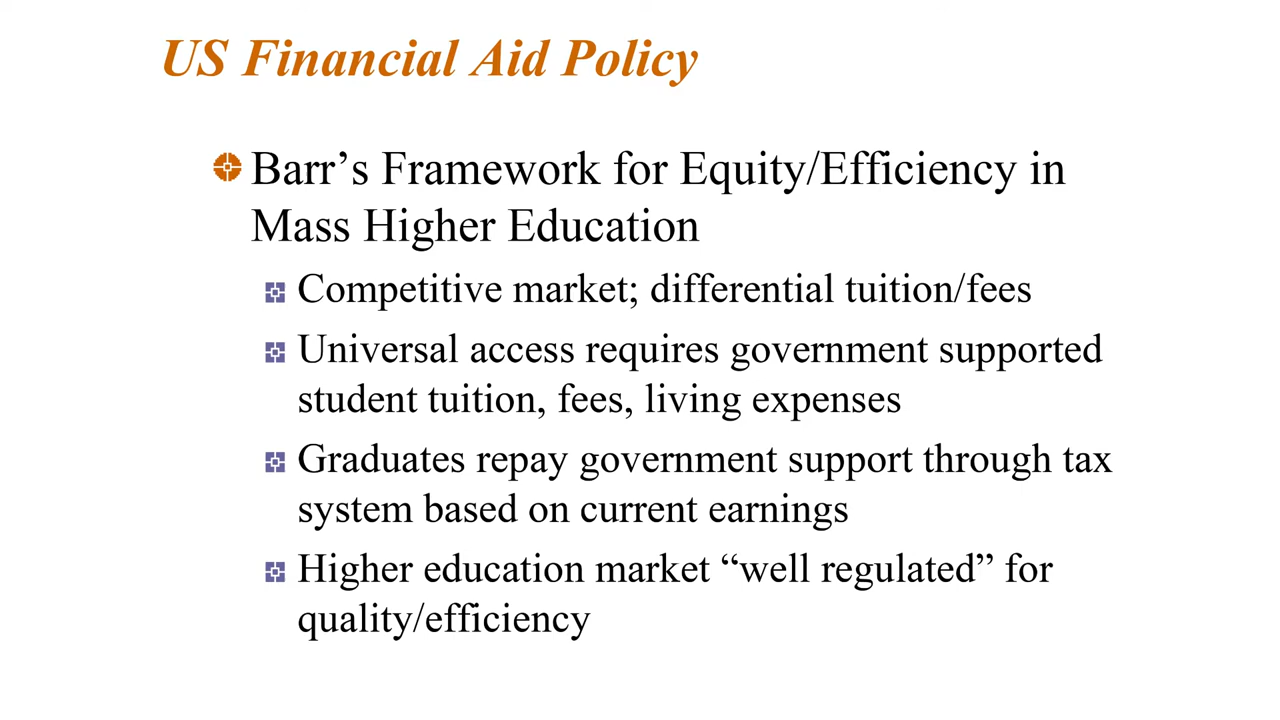 US Financial Aid Policy
Barr’s Framework for Equity/Efficiency in
Mass Higher Education
Competitive market; differential tuition/fees
Universal access requires government supported
student tuition, fees, living expenses
Graduates repay government support through tax
system based on current earnings
Higher education market “well regulated” for
quality/efficiency